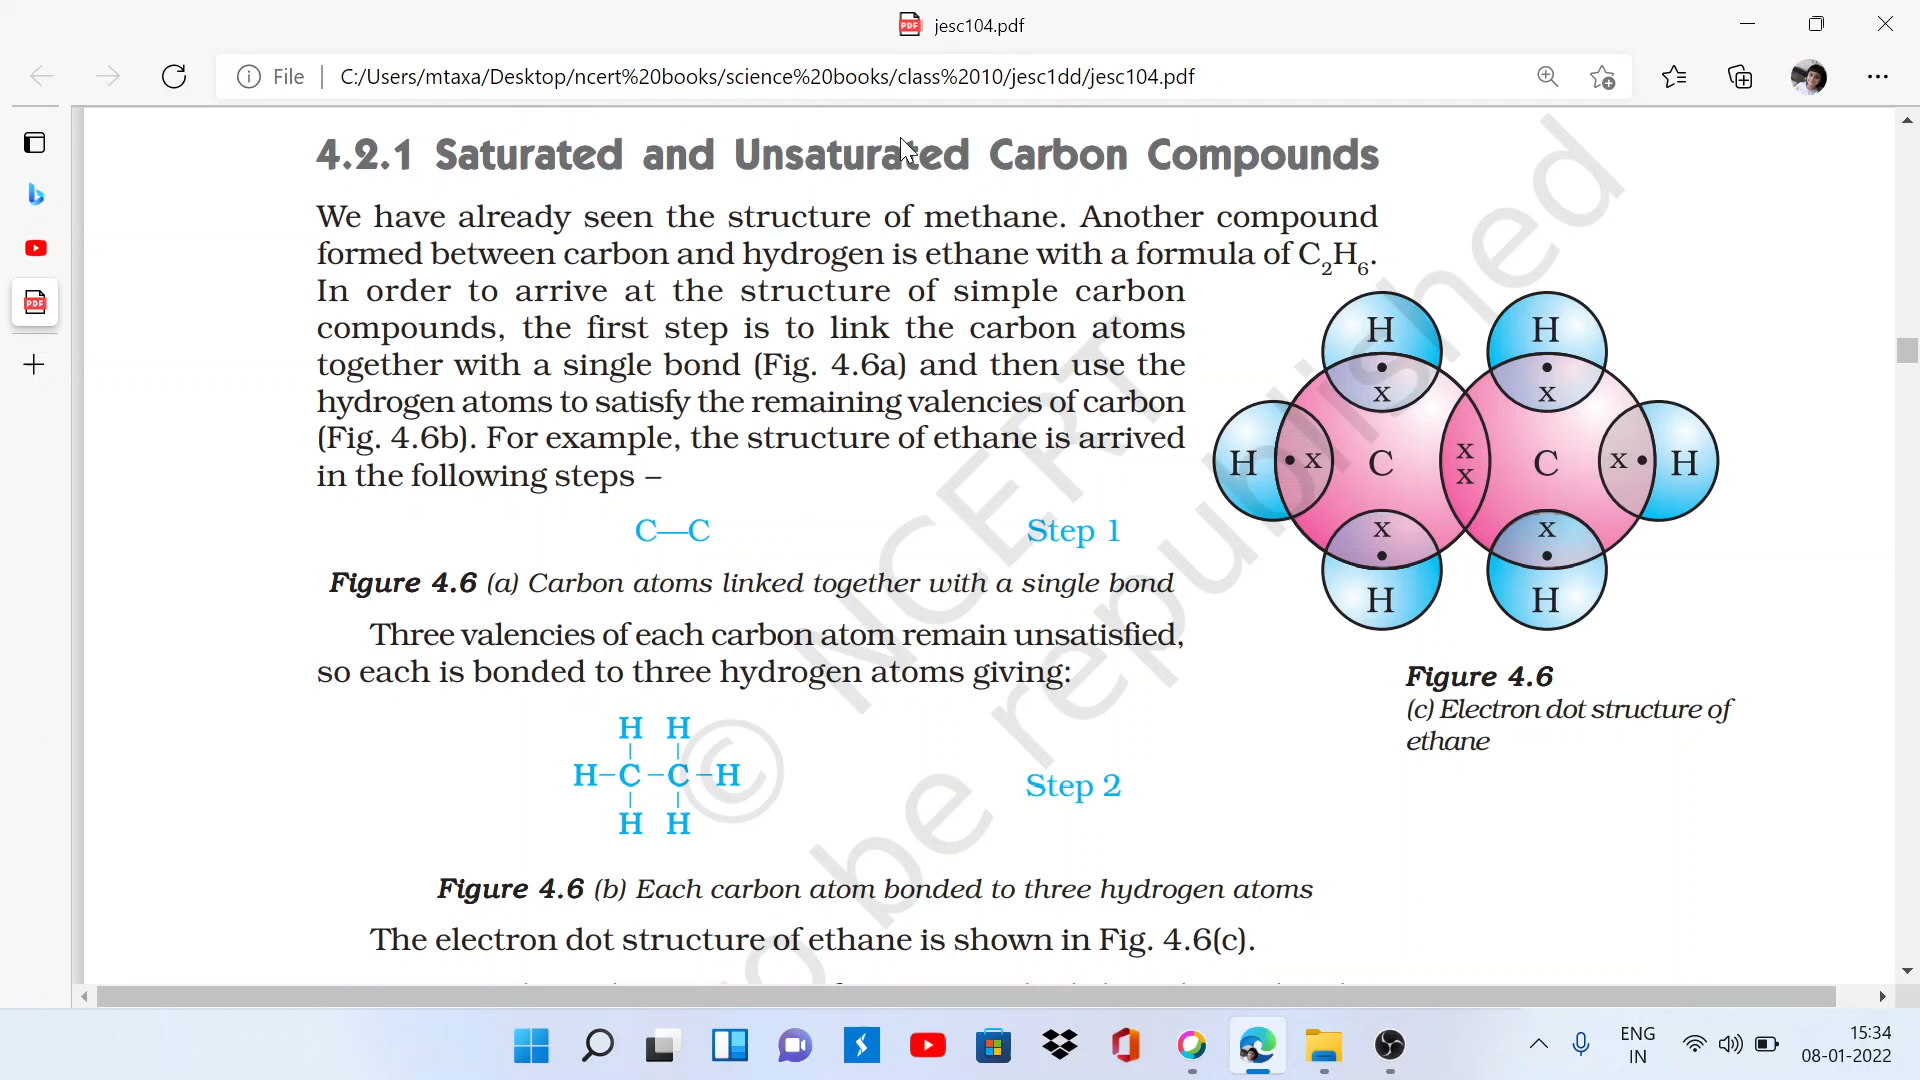 jesc104.pdf
File
C:/Users/mtaxa/Desktop/ncert%20books/science%20books/class%2010/jesc1dd/jesc104.pdf
4.2.1 Saturated and Unsaturated Carbon Compounds
We have already seen the structure of methane. Another compound
formed between carbon and hydrogen is ethane with a formula of C₂H₆.
In order to arrive at the structure of simple carbon
compounds, the first step is to link the carbon atoms
together with a single bond (Fig. 4.6a) and then use the
hydrogen atoms to satisfy the remaining valencies of carbon
(Fig. 4.6b). For example, the structure of ethane is arrived
in the following steps –
C—C Step 1
Figure 4.6 (a) Carbon atoms linked together with a single bond
Three valencies of each carbon atom remain unsatisfied,
so each is bonded to three hydrogen atoms giving:
H H
H–C–C–H
H H
Step 2
Figure 4.6 (b) Each carbon atom bonded to three hydrogen atoms
The electron dot structure of ethane is shown in Fig. 4.6(c).
H H
x x
H x C x C x H
x
x x
H H
Figure 4.6
(c) Electron dot structure of
ethane
© NCERT
be republished
PDF
ENG
IN
15:34
08-01-2022